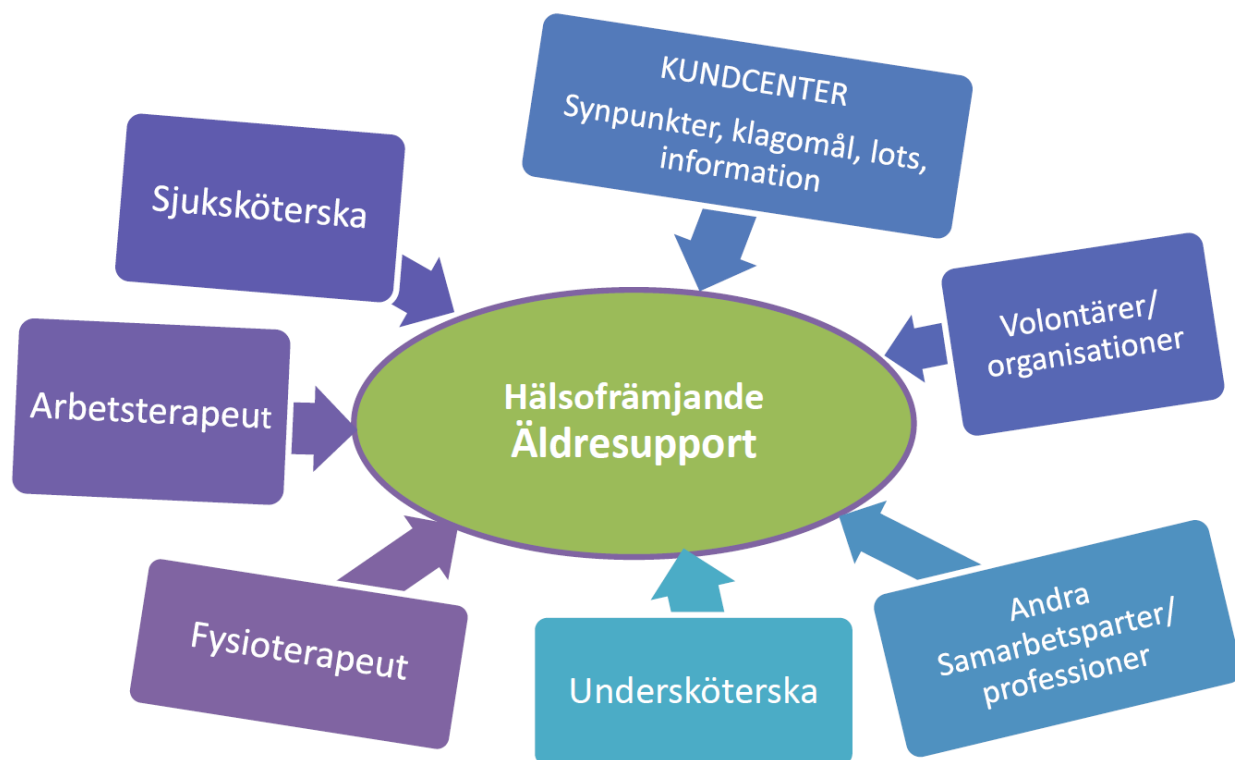 KUNDCENTER
Synpunkter, klagomål, lots,
information
Sjuksköterska
Volontärer/
organisationer
Arbetsterapeut
Hälsofrämjande
Äldresupport
Fysioterapeut
Undersköterska
Andra
Samarbetsparter/
professioner